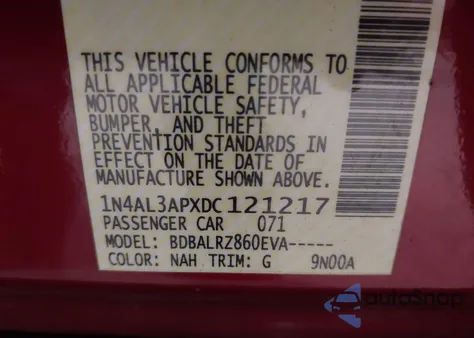 THIS VEHICLE CONFORMS TO
ALL APPLICABLE FEDERAL
MOTOR VEHICLE SAFETY,
BUMPER, AND THEFT
PREVENTION STANDARDS IN
EFFECT ON THE DATE OF
MANUFACTURE SHOWN ABOVE.
1N4AL3APXDC121217
PASSENGER CAR 071
MODEL: BDBALRZ860EVA-----
COLOR: NAH TRIM: G 9N00A
autoSnap